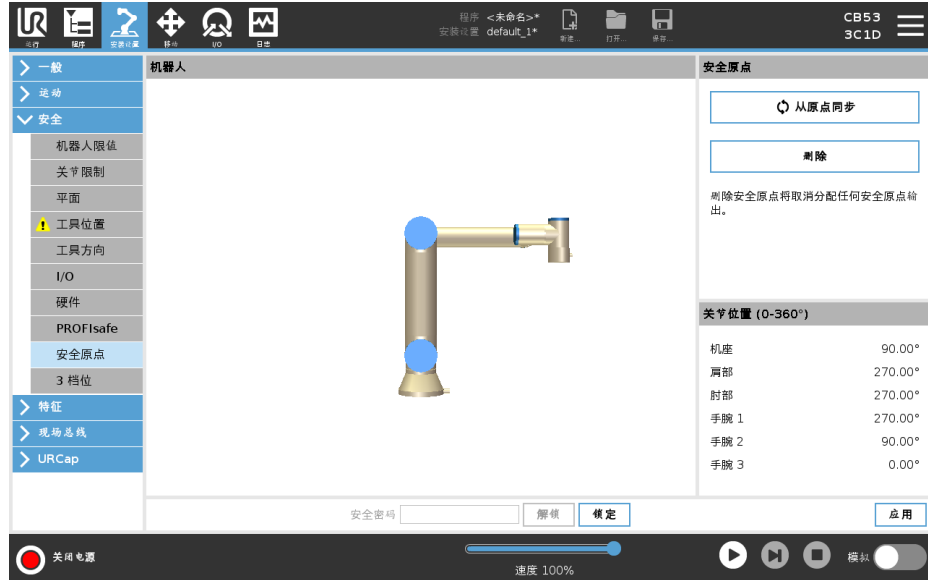 UR
程序 <未命名>*
安装设置 default_1*
CB53
3C1D
运行
程序
安装设置
移动
I/O
日志
新建...
打开...
保存...
一般
机器人
安全原点
运动
安全
从原点同步
机器人限值
关节限制
删除
平面
删除安全原点将取消分配任何安全原点输
出。
工具位置
工具方向
I/O
硬件
关节位置 (0-360°)
PROFIsafe
安全原点
机座 90.00°
3 档位
肩部 270.00°
肘部 270.00°
特征
手腕 1 270.00°
现场总线
手腕 2 90.00°
URCap
手腕 3 0.00°
安全密码
解锁
锁定
应用
关闭电源
速度 100%
模拟